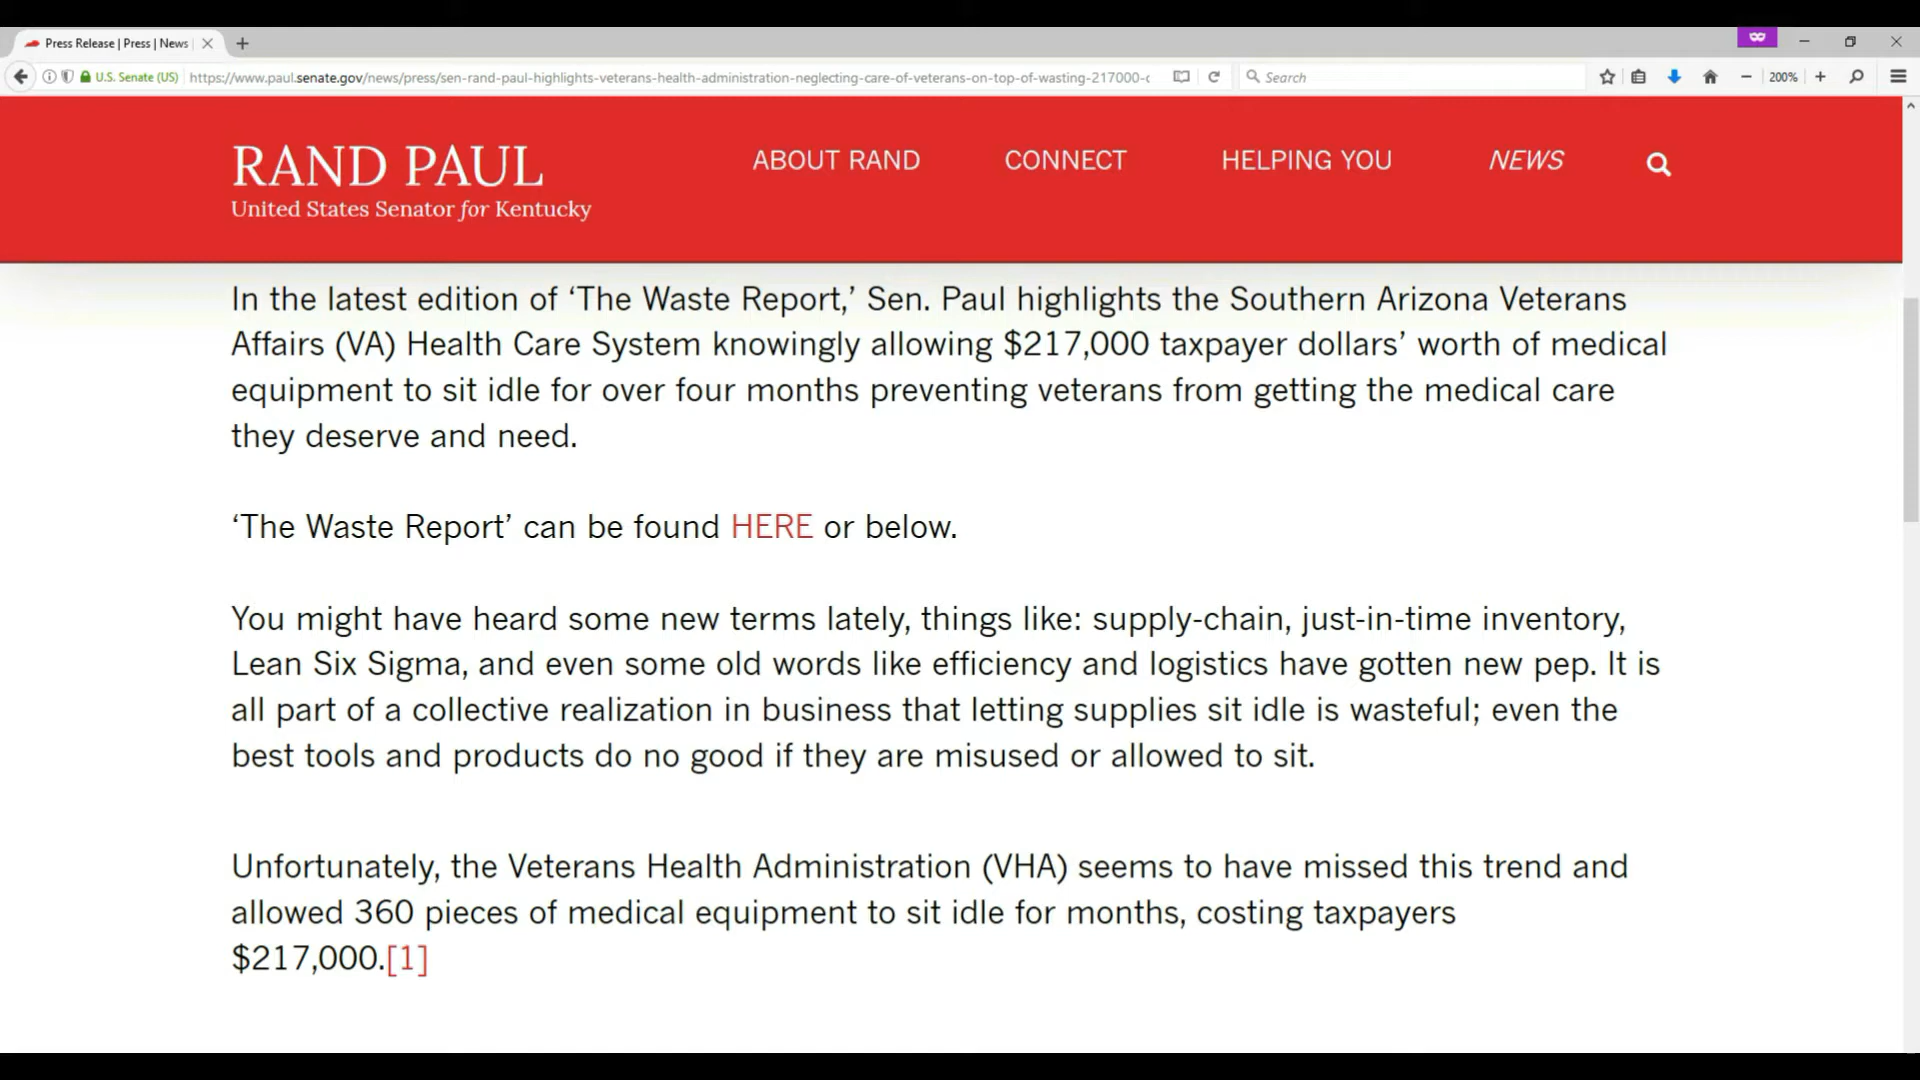 Press Release | Press | News
U.S. Senate (US)
https://www.paul.senate.gov/news/press/sen-rand-paul-highlights-veterans-health-administration-neglecting-care-of-veterans-on-top-of-wasting-217000-c
Search
200%
RAND PAUL
United States Senator for Kentucky
ABOUT RAND
CONNECT
HELPING YOU
NEWS
In the latest edition of ‘The Waste Report,’ Sen. Paul highlights the Southern Arizona Veterans
Affairs (VA) Health Care System knowingly allowing $217,000 taxpayer dollars’ worth of medical
equipment to sit idle for over four months preventing veterans from getting the medical care
they deserve and need.
‘The Waste Report’ can be found HERE or below.
You might have heard some new terms lately, things like: supply-chain, just-in-time inventory,
Lean Six Sigma, and even some old words like efficiency and logistics have gotten new pep. It is
all part of a collective realization in business that letting supplies sit idle is wasteful; even the
best tools and products do no good if they are misused or allowed to sit.
Unfortunately, the Veterans Health Administration (VHA) seems to have missed this trend and
allowed 360 pieces of medical equipment to sit idle for months, costing taxpayers
$217,000.[1]